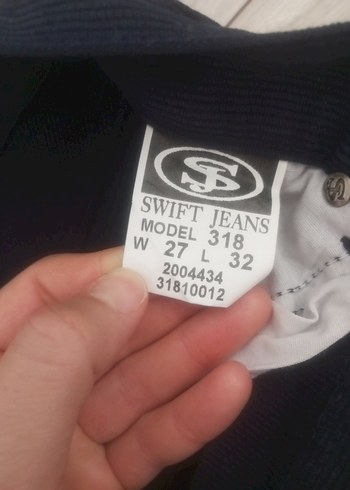 SJ
SWIFT JEANS
MODEL 318
W 27 L 32
2004434
31810012